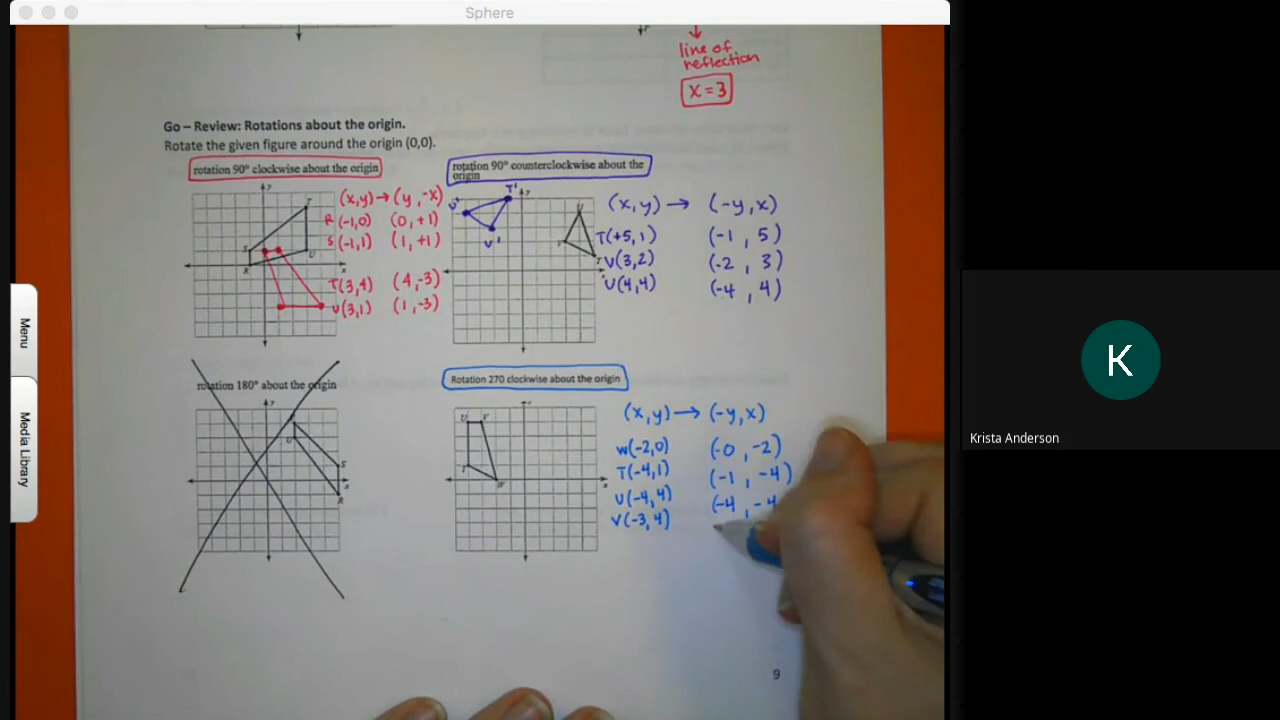 Sphere
line of
reflection
x = 3
Go – Review: Rotations about the origin.
Rotate the given figure around the origin (0,0).
rotation 90° clockwise about the origin
(x,y) → (y,-x)
R (-1,0) (0,+1)
S (-1,1) (1,+1)
T(3,4) (4,-3)
U(3,1) (1,-3)
y
T
S
U
R
x
rotation 90° counterclockwise about the
origin
(x,y) → (-y,x)
T(+5,1) (-1, 5)
V(3,2) (-2, 3)
U(4,4) (-4, 4)
T'
y
U'
V'
U
V
T
x
rotation 180° about the origin
y
S
x
R
Rotation 270 clockwise about the origin
(x,y) → (-y,x)
W(-2,0) (-0, -2)
T(-4,1) (-1, -4)
U(-4,4) (-4, -4
V(-3,4)
U V
T
W
x
9
Menu
Media Library
K
Krista Anderson